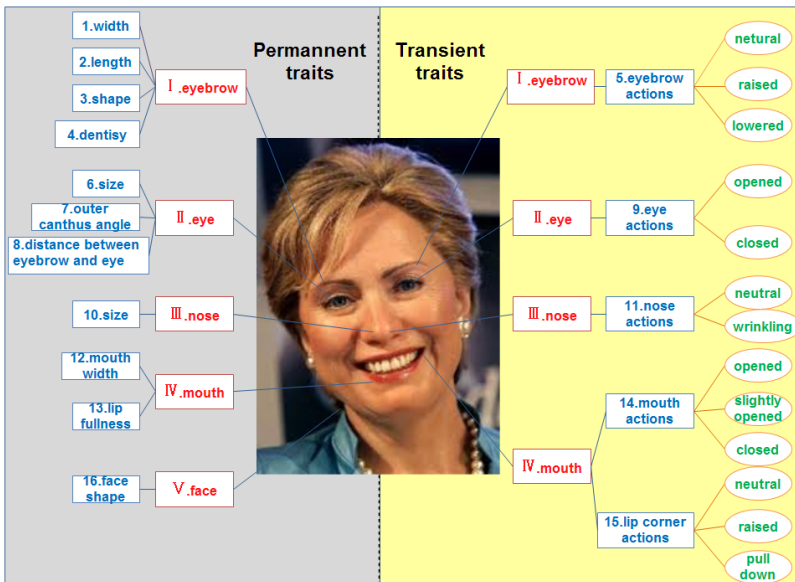 Permannent
traits
Transient
traits
1.width
2.length
3.shape
4.dentisy
Ⅰ.eyebrow
6.size
7.outer
canthus angle
8.distance between
eyebrow and eye
Ⅱ.eye
10.size
Ⅲ.nose
12.mouth
width
13.lip
fullness
Ⅳ.mouth
16.face
shape
Ⅴ.face
Ⅰ.eyebrow
5.eyebrow
actions
netural
raised
lowered
Ⅱ.eye
9.eye
actions
opened
closed
Ⅲ.nose
11.nose
actions
neutral
wrinkling
Ⅳ.mouth
14.mouth
actions
opened
slightly
opened
closed
15.lip corner
actions
neutral
raised
pull
down